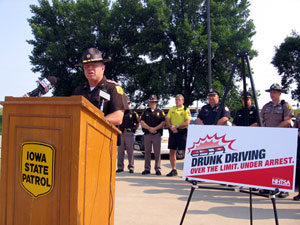 IOWA
STATE
PATROL
DRUNK DRIVING
OVER THE LIMIT. UNDER ARREST.
NHTSA